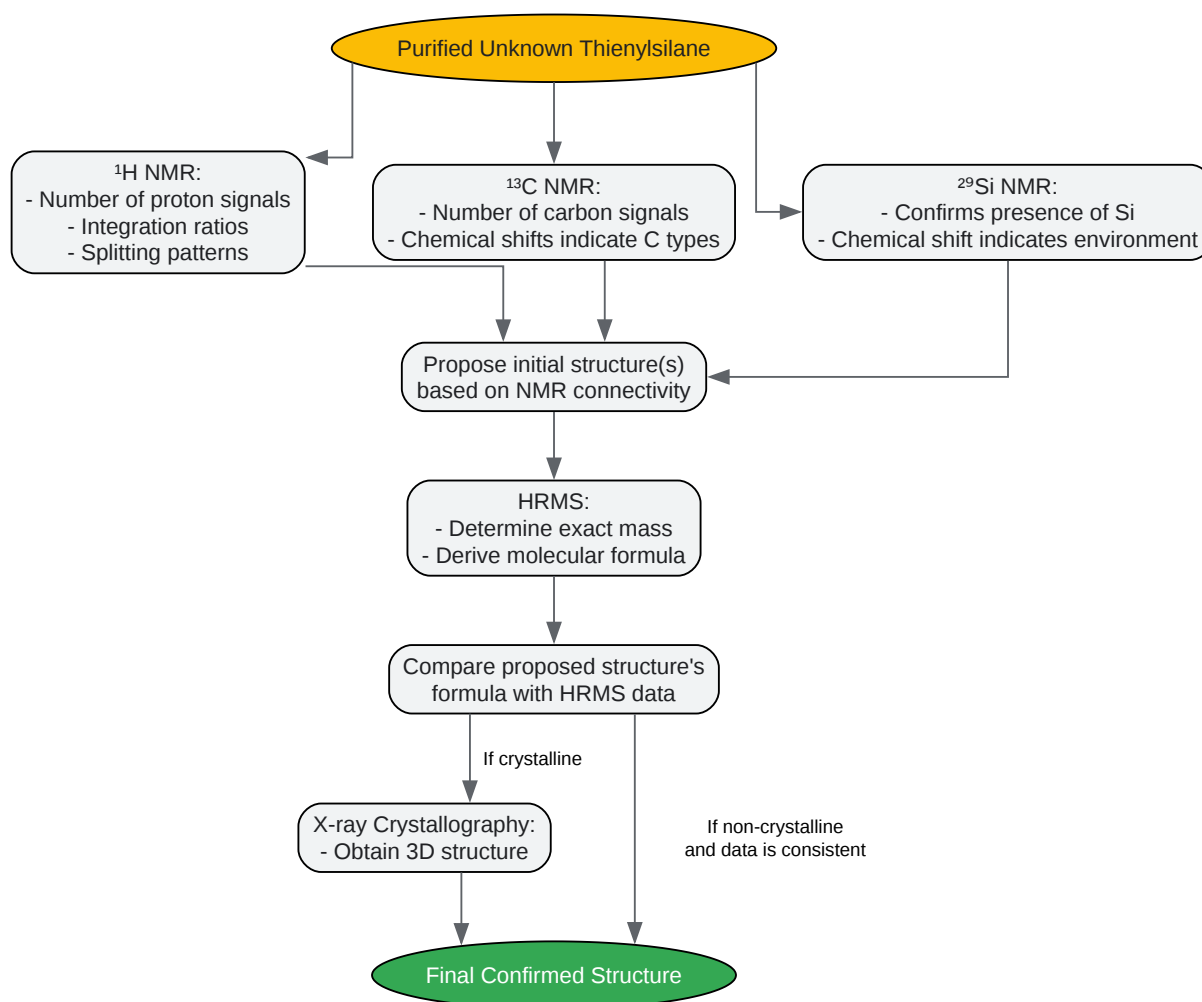 Purified Unknown Thienylsilane
¹H NMR:
- Number of proton signals
- Integration ratios
- Splitting patterns
¹³C NMR:
- Number of carbon signals
- Chemical shifts indicate C types
²⁹Si NMR:
- Confirms presence of Si
- Chemical shift indicates environment
Propose initial structure(s)
based on NMR connectivity
HRMS:
- Determine exact mass
- Derive molecular formula
Compare proposed structure's
formula with HRMS data
If crystalline
X-ray Crystallography:
- Obtain 3D structure
If non-crystalline
and data is consistent
Final Confirmed Structure